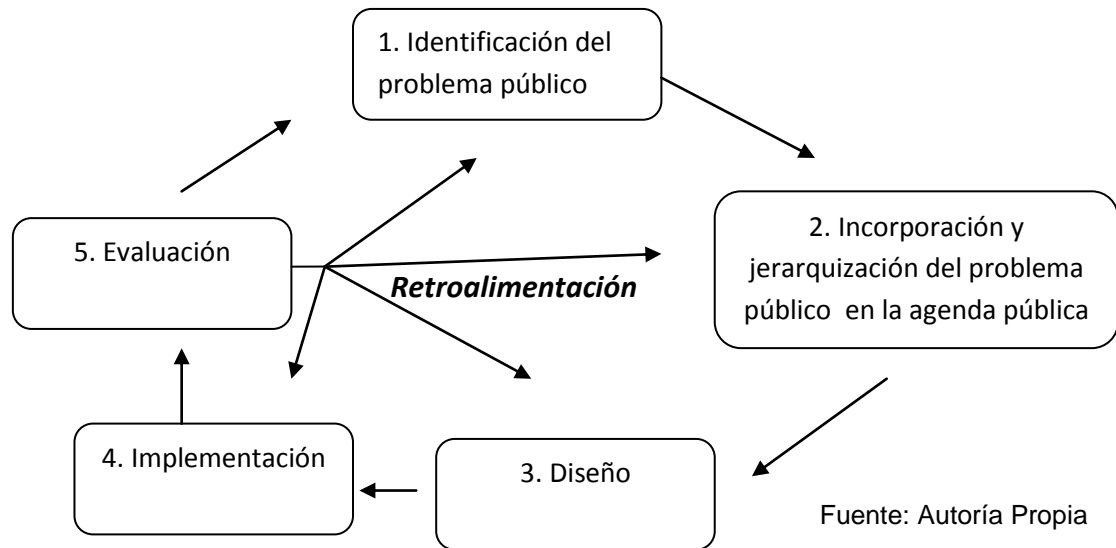 1. Identificación del
problema público
2. Incorporación y
jerarquización del problema
público en la agenda pública
5. Evaluación
Retroalimentación
4. Implementación
3. Diseño
Fuente: Autoría Propia